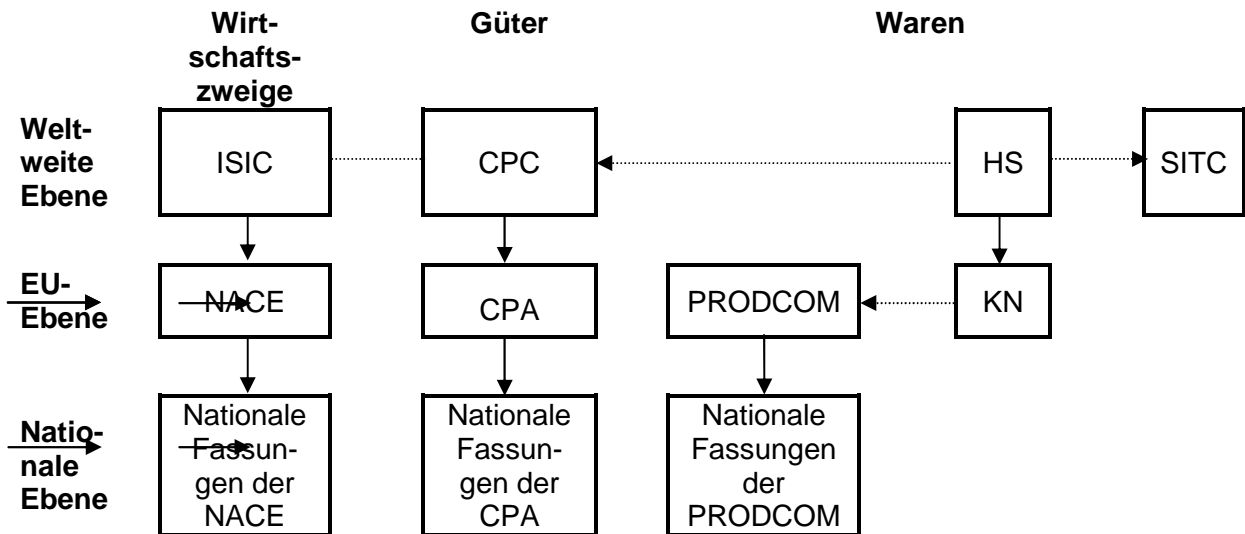 Wirt-
schafts-
zweige
Güter
Waren
Welt-
weite
Ebene
ISIC
CPC
HS
SITC
EU-
Ebene
NACE
CPA
PRODCOM
KN
Natio-
nale
Ebene
Nationale
Fassun-
gen der
NACE
Nationale
Fassun-
gen der
CPA
Nationale
Fassungen
der
PRODCOM